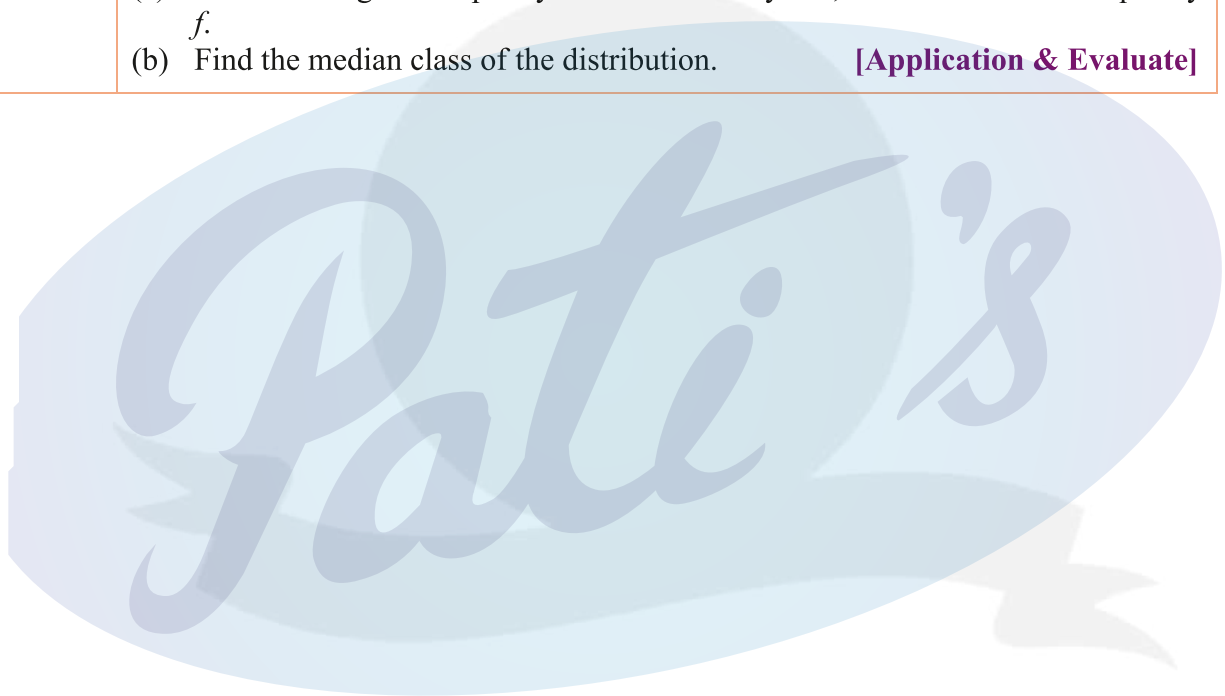 f.
(b) Find the median class of the distribution. [Application & Evaluate]
Pati's